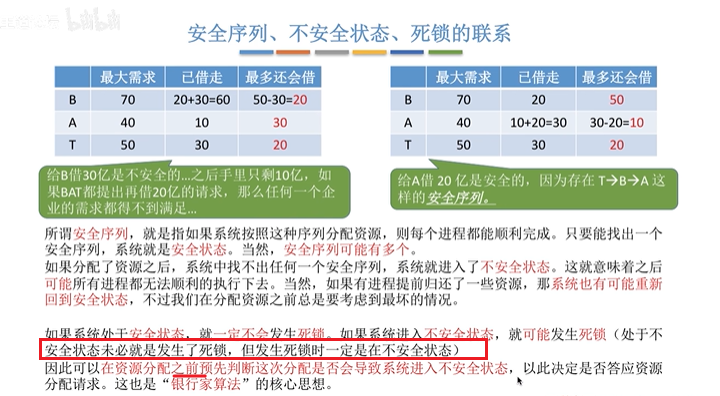 安全序列、不安全状态、死锁的联系
最大需求 已借走 最多还会借
B 70 20+30=60 50-30=20
A 40 10 30
T 50 30 20
最大需求 已借走 最多还会借
B 70 20 50
A 40 10+20=30 30-20=10
T 50 30 20
给B借30亿是不安全的...之后手里只剩10亿，如
果BAT都提出再借20亿的请求，那么任何一个企
业的需求都得不到满足...
给A借 20 亿是安全的，因为存在 T→B→A 这
样的安全序列。
所谓安全序列，就是指如果系统按照这种序列分配资源，则每个进程都能顺利完成。只要能找出一个
安全序列，系统就是安全状态。当然，安全序列可能有多个。
如果分配了资源之后，系统中找不出任何一个安全序列，系统就进入了不安全状态。这就意味着之后
可能所有进程都无法顺利的执行下去。当然，如果有进程提前归还了一些资源，那系统也有可能重新
回到安全状态，不过我们在分配资源之前总是要考虑到最坏的情况。
如果系统处于安全状态，就一定不会发生死锁。如果系统进入不安全状态，就可能发生死锁（处于不
安全状态未必就是发生了死锁，但发生死锁时一定是在不安全状态）
因此可以在资源分配之前预先判断这次分配是否会导致系统进入不安全状态，以此决定是否答应资源
分配请求。这也是“银行家算法”的核心思想。